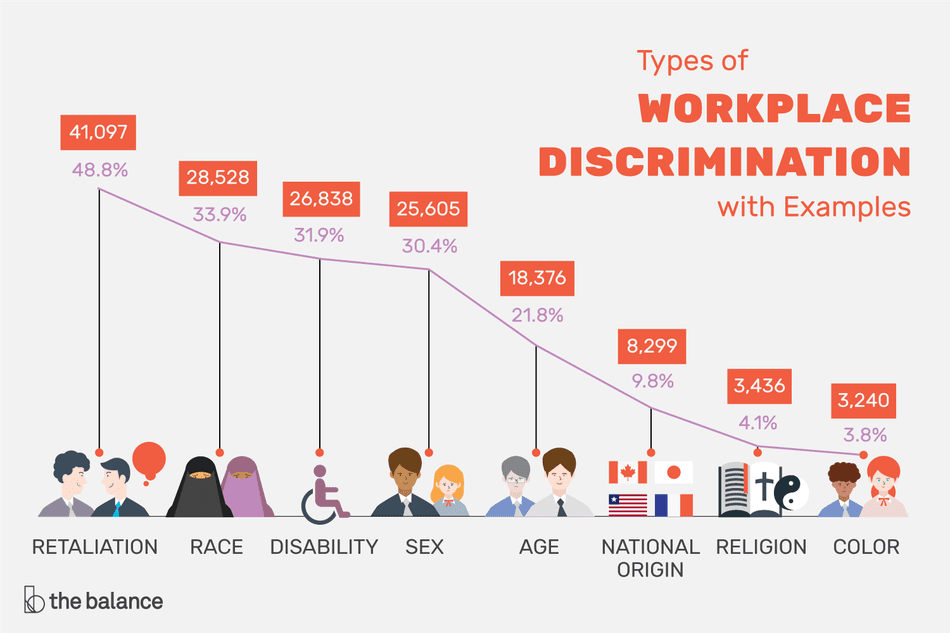 Types of
WORKPLACE
DISCRIMINATION
with Examples
41,097
48.8%
28,528
33.9%
26,838
31.9%
25,605
30.4%
18,376
21.8%
8,299
9.8%
3,436
4.1%
3,240
3.8%
RETALIATION
RACE
DISABILITY
SEX
AGE
NATIONAL
ORIGIN
RELIGION
COLOR
the balance